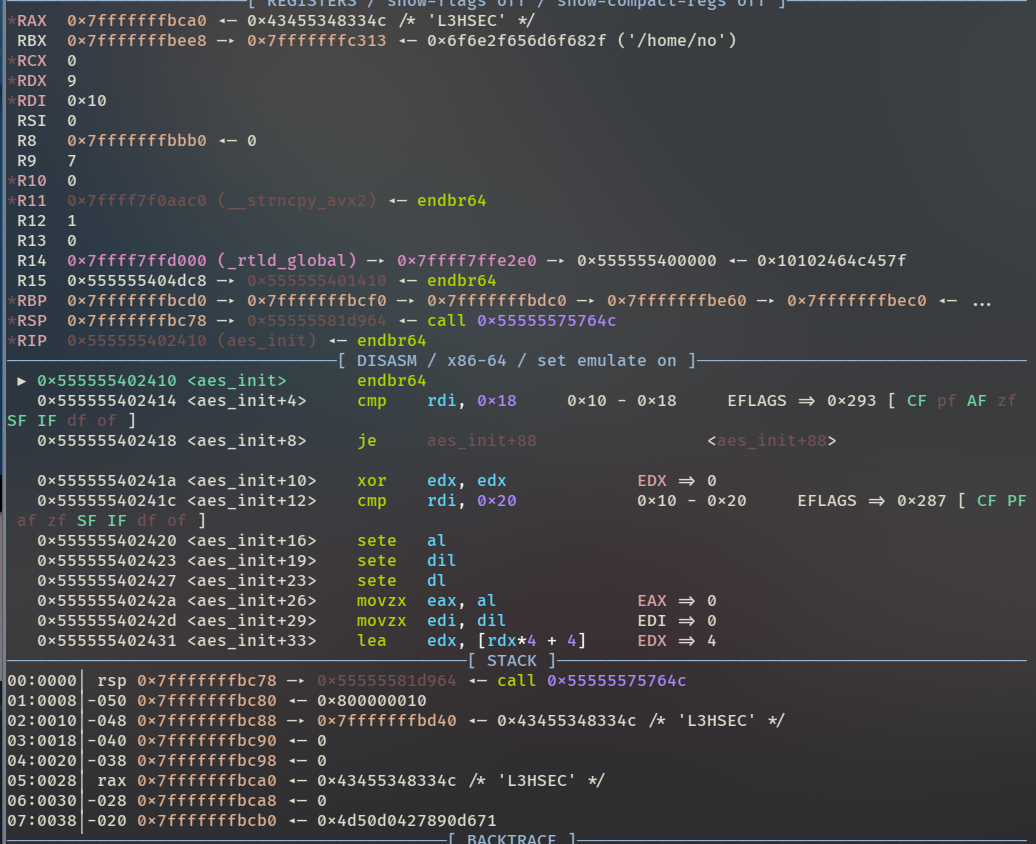 [ REGISTERS / show-flags off / show-compact-regs off ]
*RAX  0×7fffffffbca0 ◂— 0×43455348334c /* 'L3HSEC' */
 RBX  0×7fffffffbee8 —▸ 0×7fffffffc313 ◂— 0×6f6e2f656d6f682f ('/home/no')
*RCX  0
*RDX  9
*RDI  0×10
 RSI  0
 R8   0×7fffffffbbb0 ◂— 0
 R9   7
*R10  0
*R11  0×7ffff7f0aac0 (__strncpy_avx2) ◂— endbr64
 R12  1
 R13  0
 R14  0×7ffff7ffd000 (_rtld_global) —▸ 0×7ffff7ffe2e0 —▸ 0×555555400000 ◂— 0×10102464c457f
 R15  0×555555404dc8 —▸ 0×555555401410 ◂— endbr64
*RBP  0×7fffffffbcd0 —▸ 0×7fffffffbcf0 —▸ 0×7fffffffbdc0 —▸ 0×7fffffffbe60 —▸ 0×7fffffffbec0 ◂— ...
*RSP  0×7fffffffbc78 —▸ 0×55555581d964 ◂— call 0×55555575764c
*RIP  0×555555402410 (aes_init) ◂— endbr64
[ DISASM / x86-64 / set emulate on ]
 ► 0×555555402410 <aes_init>       endbr64
   0×555555402414 <aes_init+4>     cmp    rdi, 0×18     0×10 - 0×18     EFLAGS => 0×293 [ CF pf AF zf
SF IF df of ]
   0×555555402418 <aes_init+8>     je     aes_init+88                 <aes_init+88>
   0×55555540241a <aes_init+10>    xor    edx, edx             EDX => 0
   0×55555540241c <aes_init+12>    cmp    rdi, 0×20            0×10 - 0×20     EFLAGS => 0×287 [ CF PF
 af zf SF IF df of ]
   0×555555402420 <aes_init+16>    sete   al
   0×555555402423 <aes_init+19>    sete   dil
   0×555555402427 <aes_init+23>    sete   dl
   0×55555540242a <aes_init+26>    movzx  eax, al              EAX => 0
   0×55555540242d <aes_init+29>    movzx  edi, dil             EDI => 0
   0×555555402431 <aes_init+33>    lea    edx, [rdx*4 + 4]     EDX => 4
[ STACK ]
00:0000│ rsp 0×7fffffffbc78 —▸ 0×55555581d964 ◂— call 0×55555575764c
01:0008│-050 0×7fffffffbc80 ◂— 0×800000010
02:0010│-048 0×7fffffffbc88 —▸ 0×7fffffffbd40 ◂— 0×43455348334c /* 'L3HSEC' */
03:0018│-040 0×7fffffffbc90 ◂— 0
04:0020│-038 0×7fffffffbc98 ◂— 0
05:0028│ rax 0×7fffffffbca0 ◂— 0×43455348334c /* 'L3HSEC' */
06:0030│-028 0×7fffffffbca8 ◂— 0
07:0038│-020 0×7fffffffbcb0 ◂— 0×4d50d0427890d671
[ BACKTRACE ]